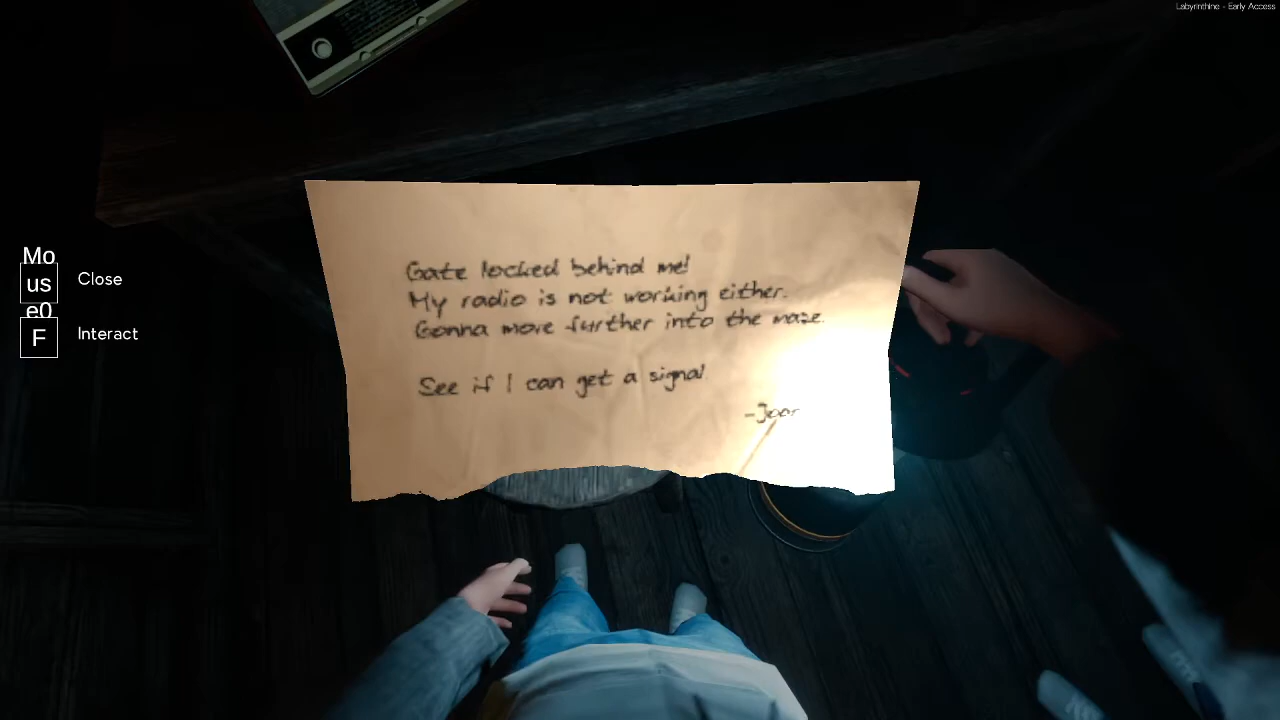 Labyrinthine - Early Access
Gate locked behind me!
My radio is not working either.
Gonna move further into the maze.
See if I can get a signal.
-Joar
Mo
us
e0
Close
F
Interact